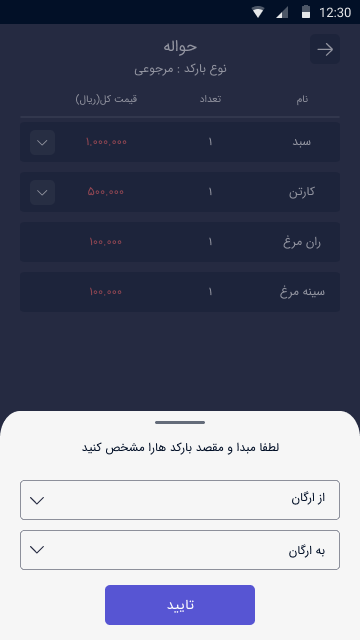 12:30
حواله
نوع بارکد : مرجوعی
نام تعداد قیمت کل(ریال)
سبد ۱ ۱.۰۰۰.۰۰۰
کارتن ۱ ۵۰۰.۰۰۰
ران مرغ ۱ ۱۰۰.۰۰۰
سینه مرغ ۱ ۱۰۰.۰۰۰
لطفا مبدا و مقصد بارکد هارا مشخص کنید
از ارگان
به ارگان
تایید